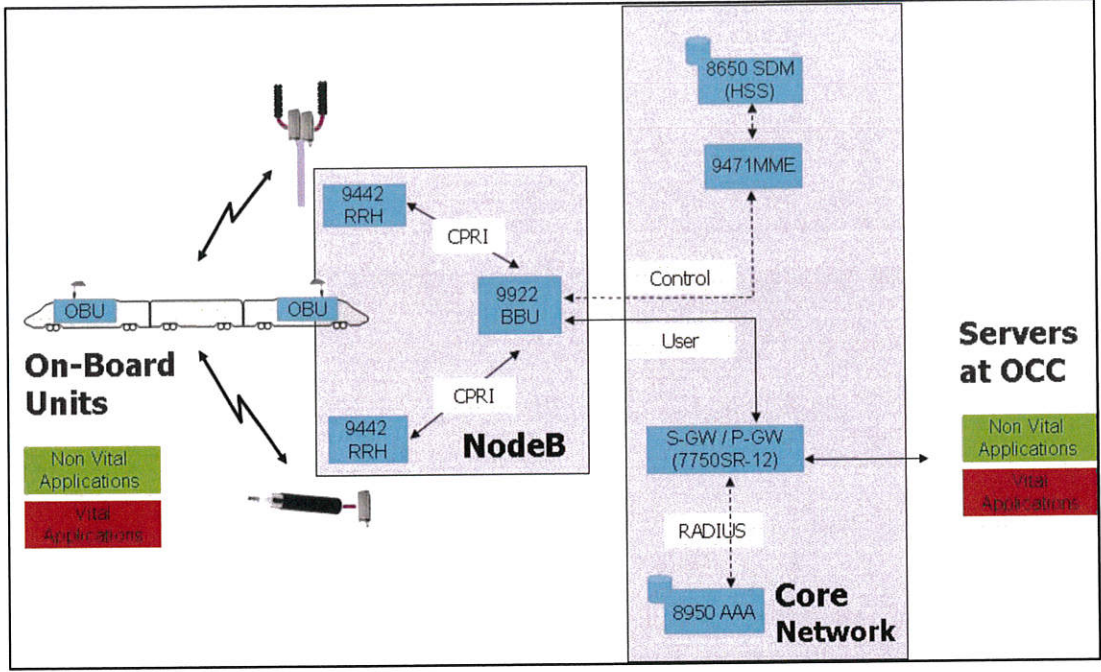 8650 SDM
(HSS)
9471MME
9442
RRH
CPRI
Control
OBU
OBU
9922
BBU
User
On-Board
Units
CPRI
Servers
at OCC
9442
RRH
NodeB
S-GW / P-GW
(7750SR-12)
Non Vital
Applications
Vital
Applications
Non Vital
Applications
Vital
Applications
RADIUS
8950 AAA
Core
Network